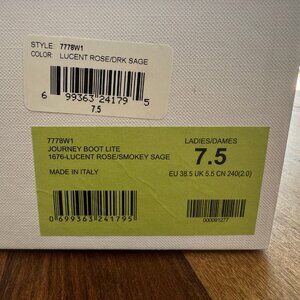 STYLE: 7778W1
COLOR: LUCENT ROSE/DRK SAGE
6 99363 24179 5
7.5
7778W1
JOURNEY BOOT LITE
1676-LUCENT ROSE/SMOKEY SAGE
MADE IN ITALY
0 699363 241795
LADIES/DAMES
7.5
EU 38.5 UK 5.5 CN 240(2.0)
000091277